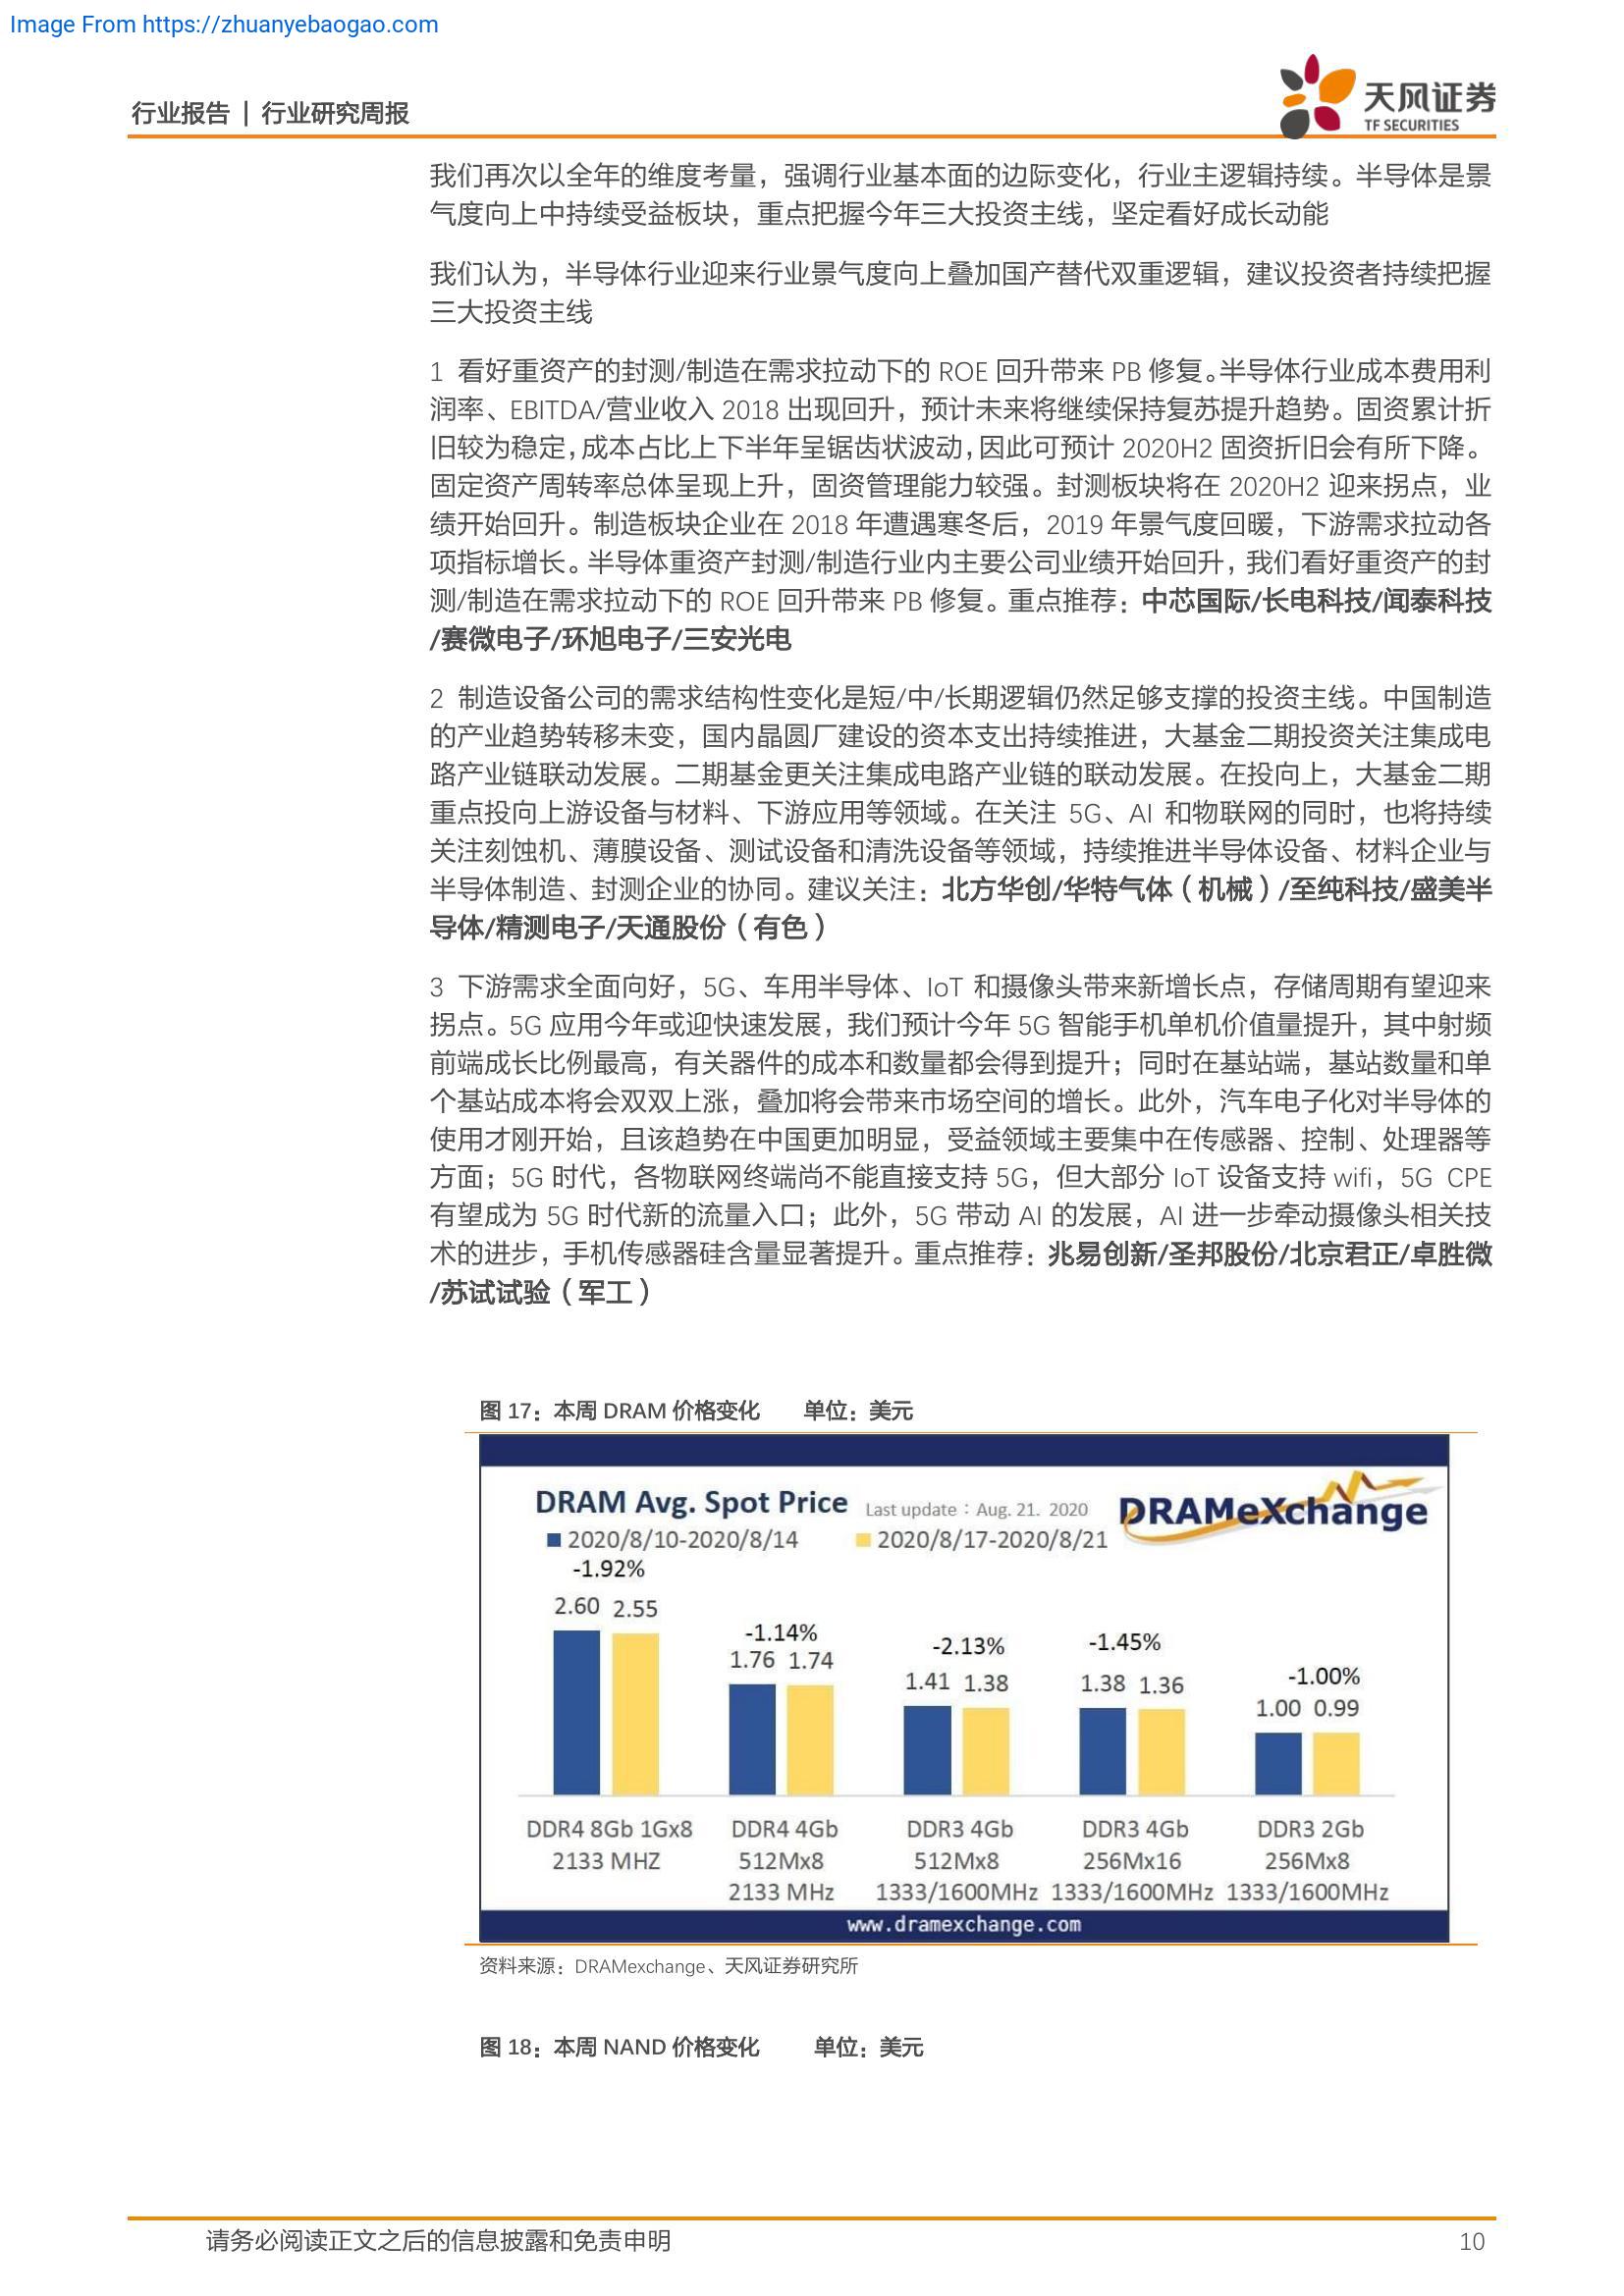 Image From https://zhuanyebaogao.com
行业报告 | 行业研究周报
天风证券
TF SECURITIES
我们再次以全年的维度考量，强调行业基本面的边际变化，行业主逻辑持续。半导体是景
气度向上中持续受益板块，重点把握今年三大投资主线，坚定看好成长动能
我们认为，半导体行业迎来行业景气度向上叠加国产替代双重逻辑，建议投资者持续把握
三大投资主线
1 看好重资产的封测/制造在需求拉动下的 ROE 回升带来 PB 修复。半导体行业成本费用利
润率、EBITDA/营业收入 2018 出现回升，预计未来将继续保持复苏提升趋势。固资累计折
旧较为稳定，成本占比上下半年呈锯齿状波动，因此可预计 2020H2 固资折旧会有所下降。
固定资产周转率总体呈现上升，固资管理能力较强。封测板块将在 2020H2 迎来拐点，业
绩开始回升。制造板块企业在 2018 年遭遇寒冬后，2019 年景气度回暖，下游需求拉动各
项指标增长。半导体重资产封测/制造行业内主要公司业绩开始回升，我们看好重资产的封
测/制造在需求拉动下的 ROE 回升带来 PB 修复。重点推荐：中芯国际/长电科技/闻泰科技
/赛微电子/环旭电子/三安光电
2 制造设备公司的需求结构性变化是短/中/长期逻辑仍然足够支撑的投资主线。中国制造
的产业趋势转移未变，国内晶圆厂建设的资本支出持续推进，大基金二期投资关注集成电
路产业链联动发展。二期基金更关注集成电路产业链的联动发展。在投向上，大基金二期
重点投向上游设备与材料、下游应用等领域。在关注 5G、AI 和物联网的同时，也将持续
关注刻蚀机、薄膜设备、测试设备和清洗设备等领域，持续推进半导体设备、材料企业与
半导体制造、封测企业的协同。建议关注：北方华创/华特气体（机械）/至纯科技/盛美半
导体/精测电子/天通股份（有色）
3 下游需求全面向好，5G、车用半导体、IoT 和摄像头带来新增长点，存储周期有望迎来
拐点。5G 应用今年或迎快速发展，我们预计今年 5G 智能手机单机价值量提升，其中射频
前端成长比例最高，有关器件的成本和数量都会得到提升；同时在基站端，基站数量和单
个基站成本将会双双上涨，叠加将会带来市场空间的增长。此外，汽车电子化对半导体的
使用才刚开始，且该趋势在中国更加明显，受益领域主要集中在传感器、控制、处理器等
方面；5G 时代，各物联网终端尚不能直接支持 5G，但大部分 IoT 设备支持 wifi，5G CPE
有望成为 5G 时代新的流量入口；此外，5G 带动 AI 的发展，AI 进一步牵动摄像头相关技
术的进步，手机传感器硅含量显著提升。重点推荐：兆易创新/圣邦股份/北京君正/卓胜微
/苏试试验（军工）
图 17：本周 DRAM 价格变化 单位：美元
DRAM Avg. Spot Price Last update：Aug. 21. 2020 DRAMeXchange
2020/8/10-2020/8/14 2020/8/17-2020/8/21
-1.92%
2.60 2.55
-1.14%
1.76 1.74
-2.13%
1.41 1.38
-1.45%
1.38 1.36
-1.00%
1.00 0.99
DDR4 8Gb 1Gx8 DDR4 4Gb DDR3 4Gb DDR3 4Gb DDR3 2Gb
2133 MHZ 512Mx8 512Mx8 256Mx16 256Mx8
2133 MHz 1333/1600MHz 1333/1600MHz 1333/1600MHz
www.dramexchange.com
资料来源：DRAMexchange、天风证券研究所
图 18：本周 NAND 价格变化 单位：美元
请务必阅读正文之后的信息披露和免责申明 10